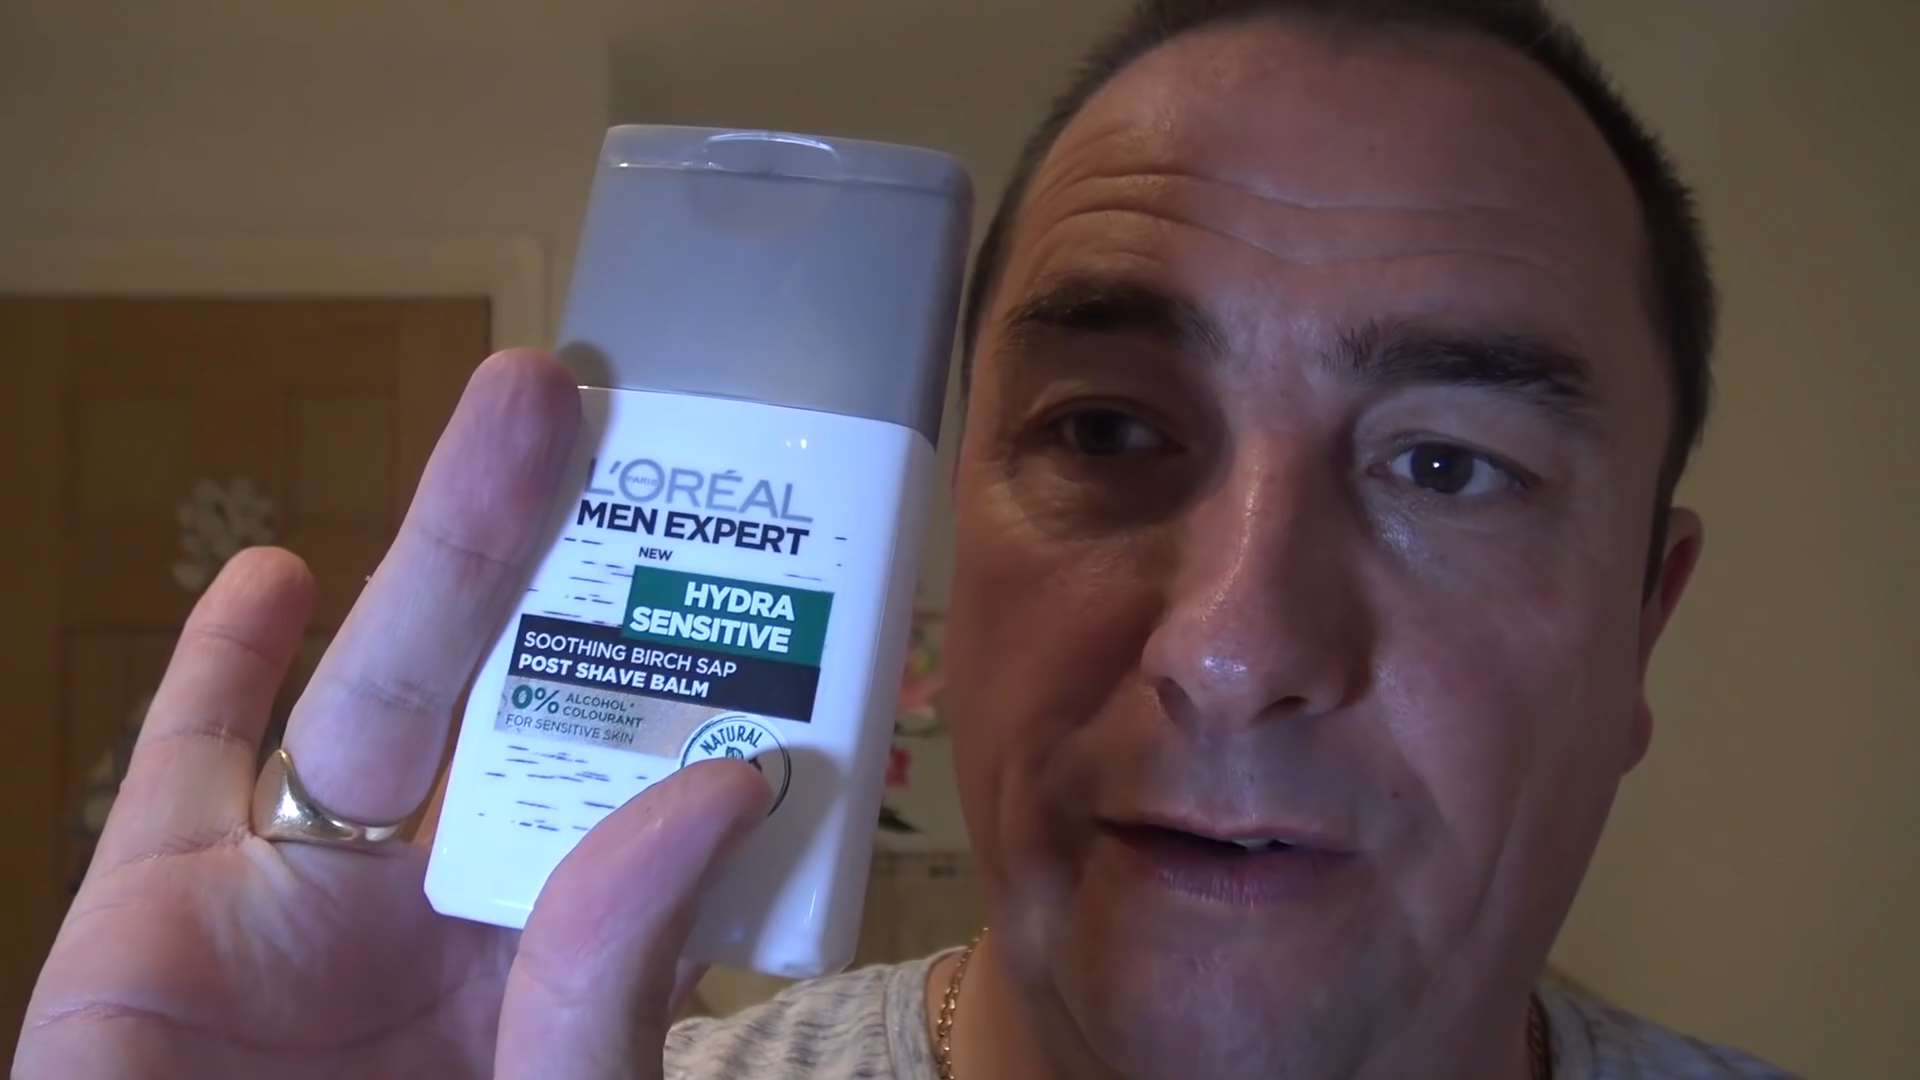 L'ORÉAL
PARIS
MEN EXPERT
NEW
HYDRA
SENSITIVE
SOOTHING BIRCH SAP
POST SHAVE BALM
0% ALCOHOL*
COLOURANT
FOR SENSITIVE SKIN
NATURAL